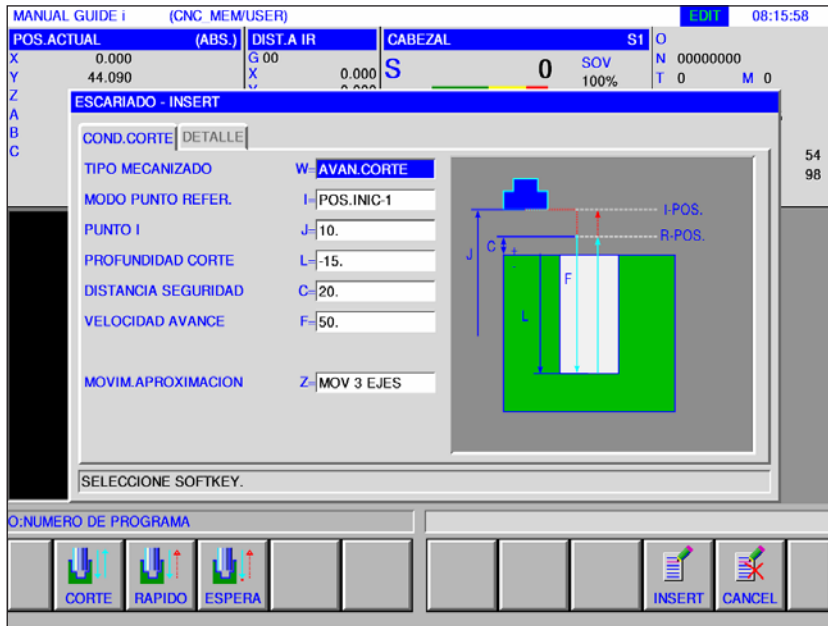 MANUAL GUIDE i (CNC_MEM/USER) EDIT 08:15:58
POS.ACTUAL (ABS.) DIST.A IR CABEZAL S1 O
X 0.000 G 00 S 0 SOV N 00000000
Y 44.090 X 0.000 100% T 0 M 0
Z
A
B
C
54
98
ESCARIADO - INSERT
COND.CORTE DETALLE
TIPO MECANIZADO W=AVAN.CORTE
MODO PUNTO REFER. I=POS.INIC-1
PUNTO I J=10.
PROFUNDIDAD CORTE L=-15.
DISTANCIA SEGURIDAD C=20.
VELOCIDAD AVANCE F=50.
MOVIM.APROXIMACION Z=MOV 3 EJES
I-POS.
R-POS.
J C + -
F
L
SELECCIONE SOFTKEY.
O:NUMERO DE PROGRAMA
CORTE RAPIDO ESPERA INSERT CANCEL